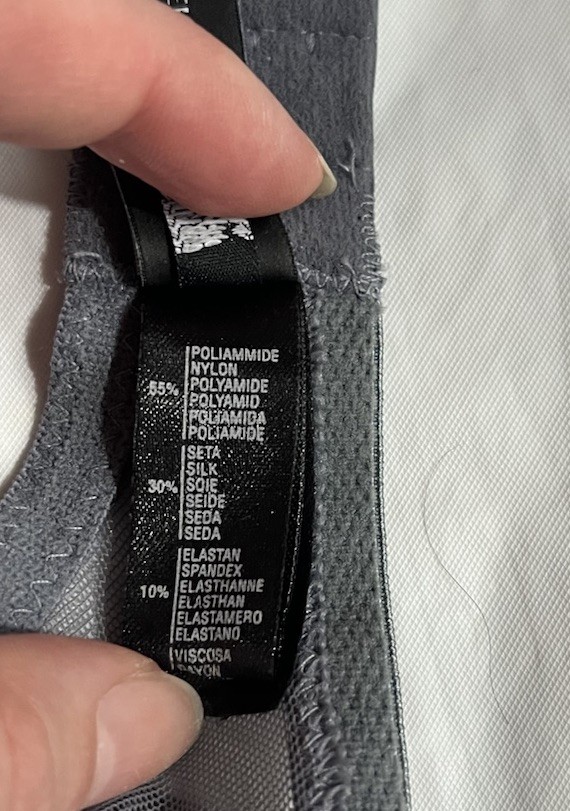 POLIAMMIDE
NYLON
55% POLYAMIDE
POLYAMID
POLIAMIDA
POLIAMIDE
SETA
SILK
30% SOIE
SEIDE
SEDA
SEDA
ELASTAN
SPANDEX
10% ELASTHANNE
ELASTHAN
ELASTAMERO
ELASTANO
VISCOSA
RAYON